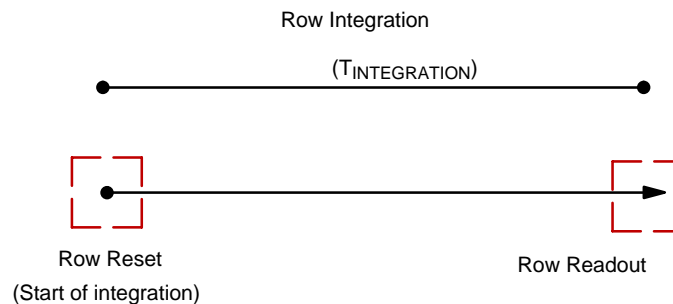 Row Integration
(TINTEGRATION)
Row Reset
(Start of integration)
Row Readout